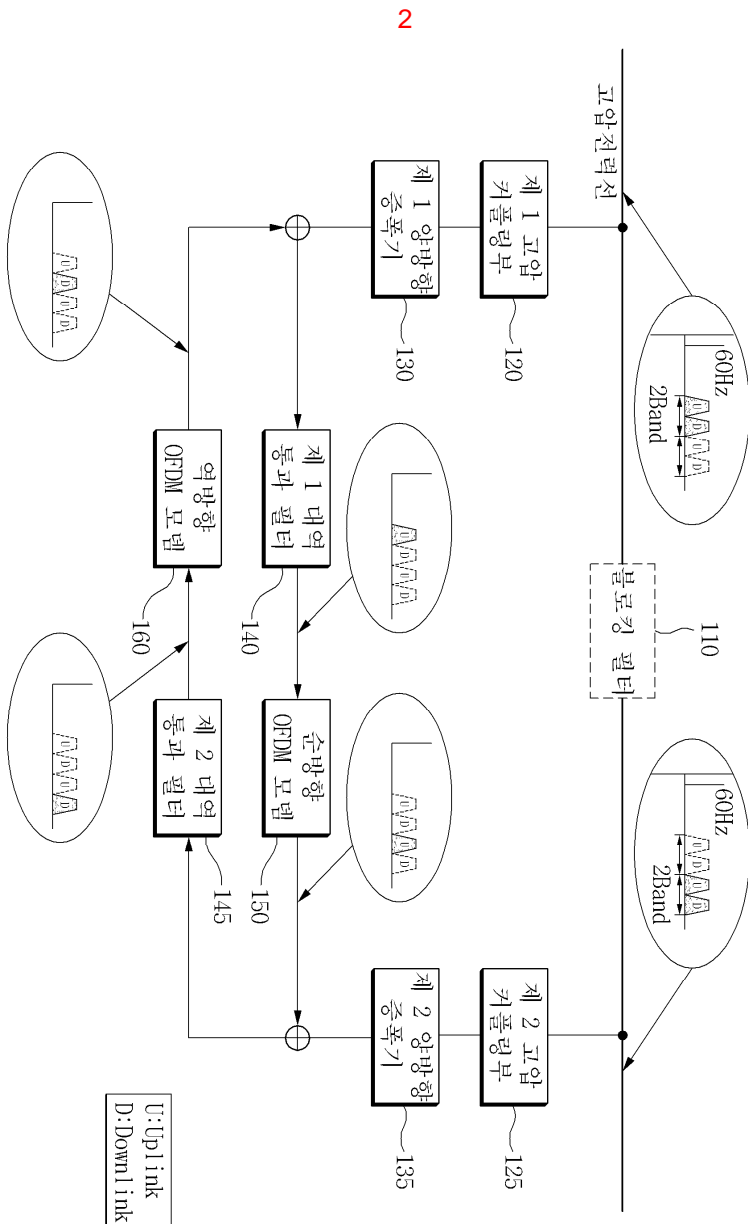 2
고압전력선
60Hz
2Band
U
D
U
D
블로킹 필터
110
60Hz
2Band
U
D
U
D
제 1 고압
커플링부
120
제 2 고압
커플링부
125
제 1 양방향
증폭기
130
제 2 양방향
증폭기
135
U
D
U
D
U
D
U
D
제 1 대역
통과 필터
140
순방향
OFDM 모뎀
150
역방향
OFDM 모뎀
160
제 2 대역
통과 필터
145
U
D
U
D
U
D
U
D
U:Uplink
D:Downlink